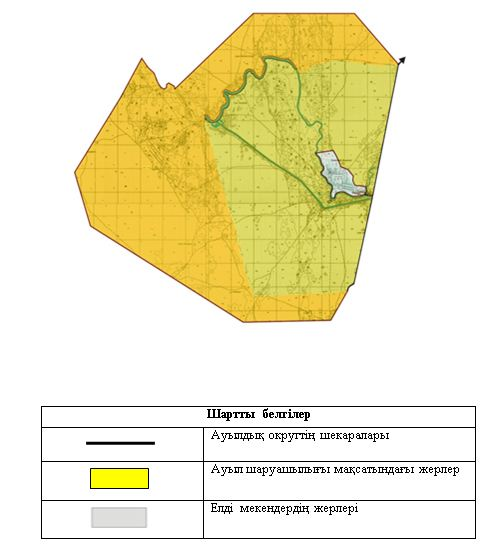 Шартты белгілер
Ауылдық округтің шекаралары
Ауыл шаруашылығы мақсатындағы жерлер
Елді мекендердің жерлері